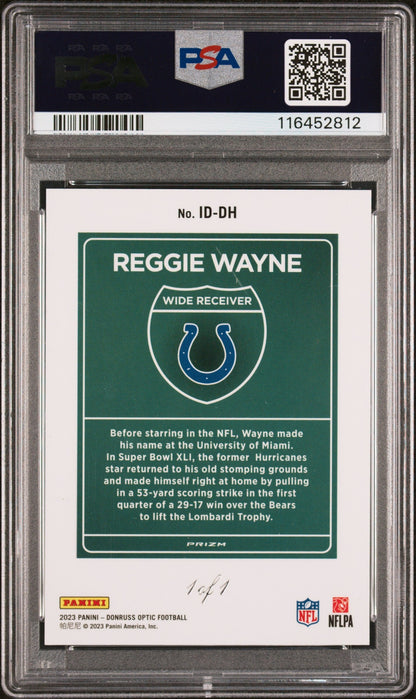 PSA
PSA
116452812
No. ID-DH
REGGIE WAYNE
WIDE RECEIVER
Before starring in the NFL, Wayne made
his name at the University of Miami.
In Super Bowl XLI, the former Hurricanes
star returned to his old stomping grounds
and made himself right at home by pulling
in a 53-yard scoring strike in the first
quarter of a 29-17 win over the Bears
to lift the Lombardi Trophy.
PRIZM
1 of 1
PANINI
2023 PANINI – DONRUSS OPTIC FOOTBALL
帕尼尼 © 2023 Panini America, Inc.
NFL
NFLPA